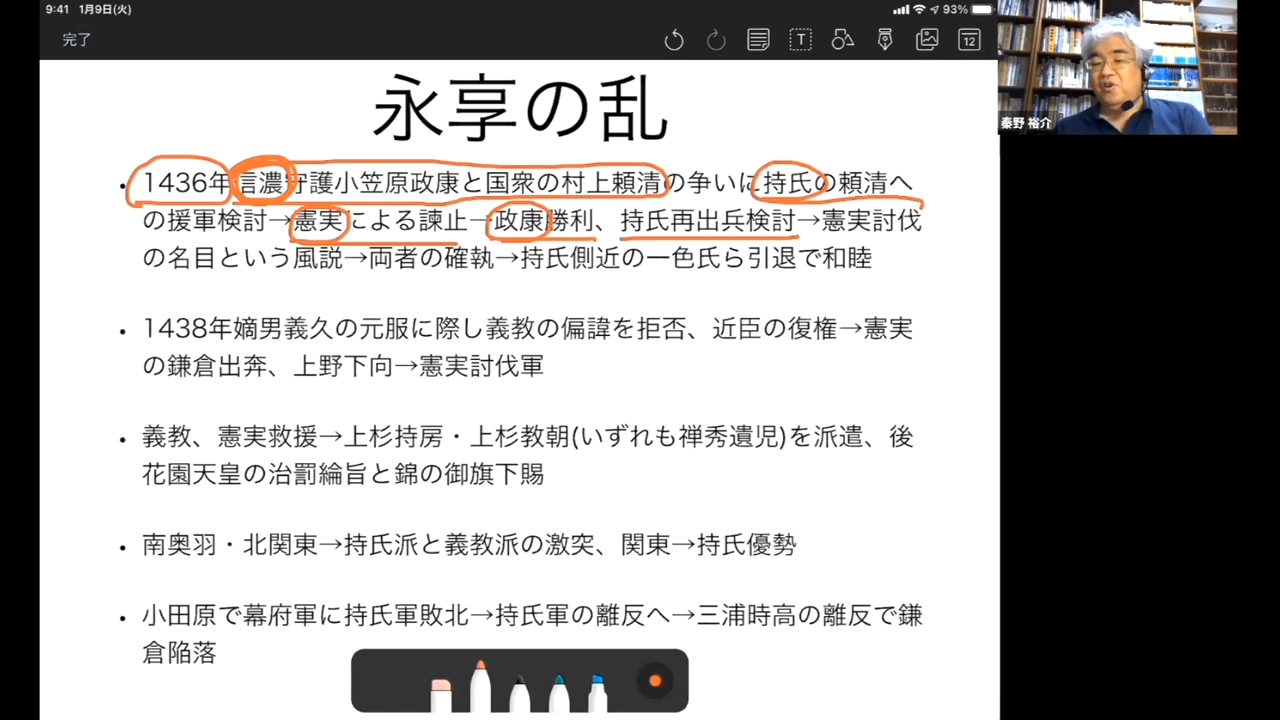 9:41 1月9日(火) 93%
完了
12
秦野 裕介
永享の乱
• 1436年信濃守護小笠原政康と国衆の村上頼清の争いに持氏の頼清へ
の援軍検討→憲実による諫止→政康勝利、持氏再出兵検討→憲実討伐
の名目という風説→両者の確執→持氏側近の一色氏ら引退で和睦
• 1438年嫡男義久の元服に際し義教の偏諱を拒否、近臣の復権→憲実
の鎌倉出奔、上野下向→憲実討伐軍
• 義教、憲実救援→上杉持房・上杉教朝(いずれも禅秀遺児)を派遣、後
花園天皇の治罰綸旨と錦の御旗下賜
• 南奥羽・北関東→持氏派と義教派の激突、関東→持氏優勢
• 小田原で幕府軍に持氏軍敗北→持氏軍の離反へ→三浦時高の離反で鎌
倉陥落